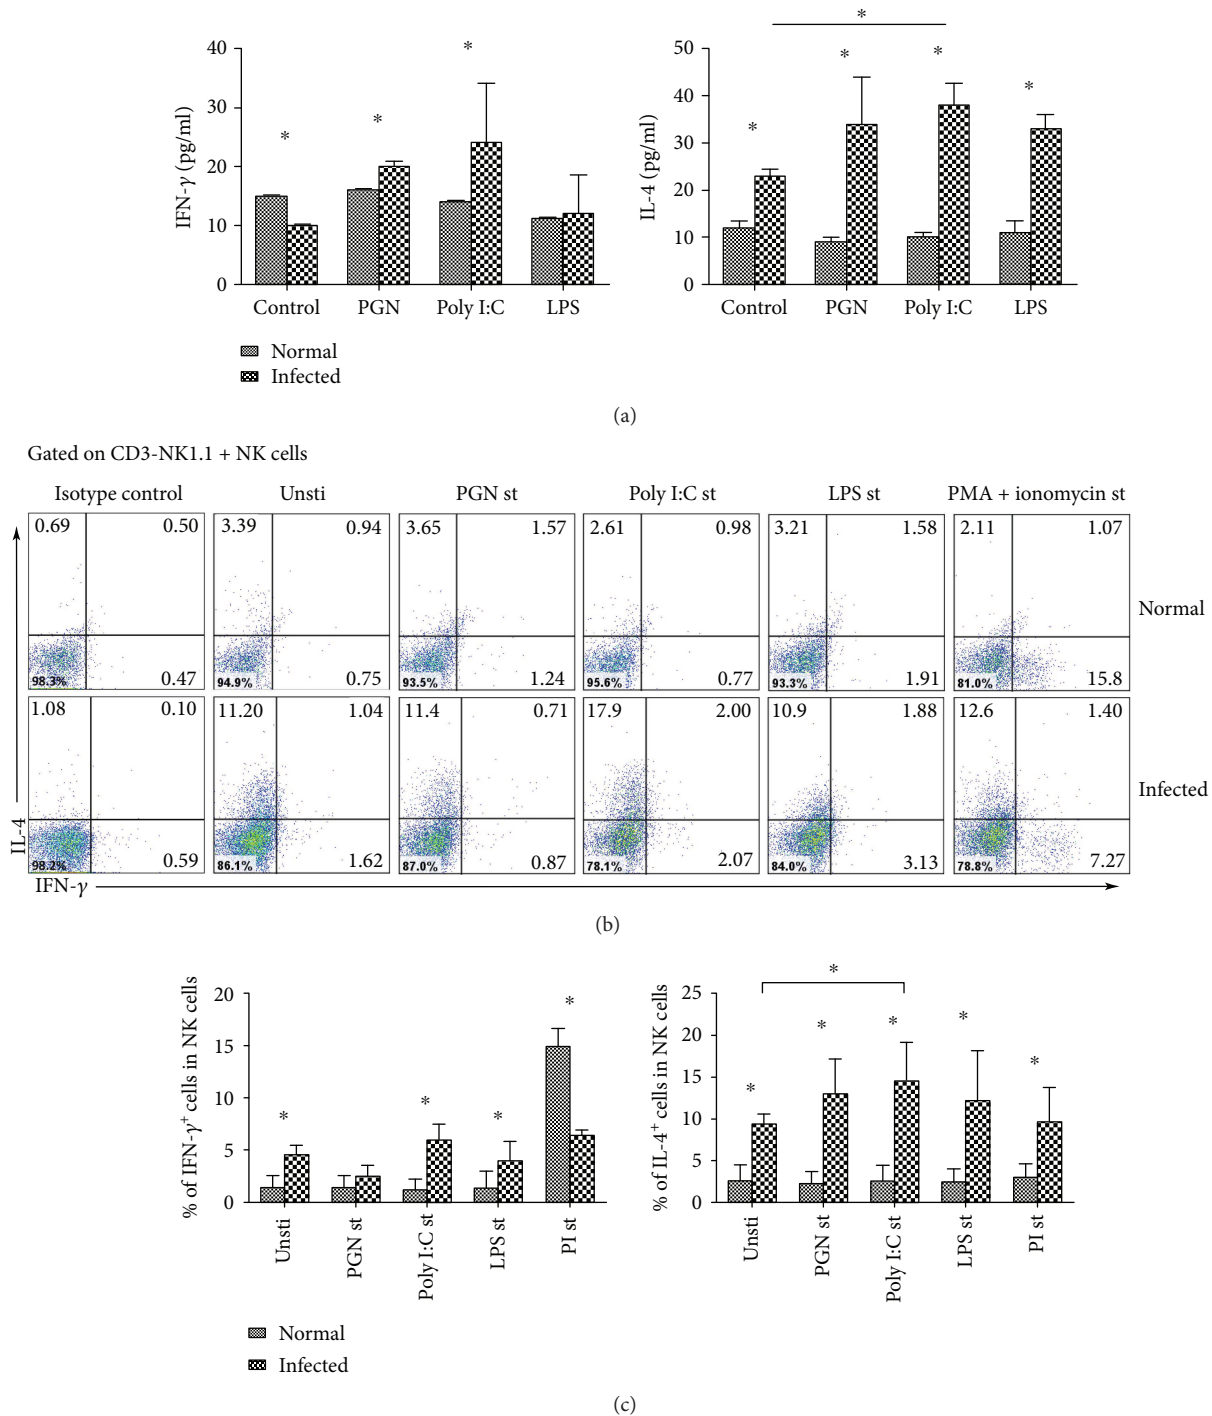 *
* * *
IFN-γ (pg/ml)
40
30
20
10
0
Control PGN Poly I:C LPS
*
* * * *
IL-4 (pg/ml)
50
40
30
20
10
0
Control PGN Poly I:C LPS
Normal
Infected
(a)
Gated on CD3-NK1.1 + NK cells
Isotype control Unsti PGN st Poly I:C st LPS st PMA + ionomycin st
0.69 0.50 3.39 0.94 3.65 1.57 2.61 0.98 3.21 1.58 2.11 1.07
Normal
98.3% 0.47 94.9% 0.75 93.5% 1.24 95.6% 0.77 93.3% 1.91 81.0% 15.8
1.08 0.10 11.20 1.04 11.4 0.71 17.9 2.00 10.9 1.88 12.6 1.40
Infected
98.2% 0.59 86.1% 1.62 87.0% 0.87 78.1% 2.07 84.0% 3.13 78.8% 7.27
IL-4
IFN-γ
(b)
% of IFN-γ+ cells in NK cells
20
15
10
5
0
* * * *
Unsti PGN st Poly I:C st LPS st PI st
% of IL-4+ cells in NK cells
25
20
15
10
5
0
*
* * * * *
Unsti PGN st Poly I:C st LPS st PI st
Normal
Infected
(c)